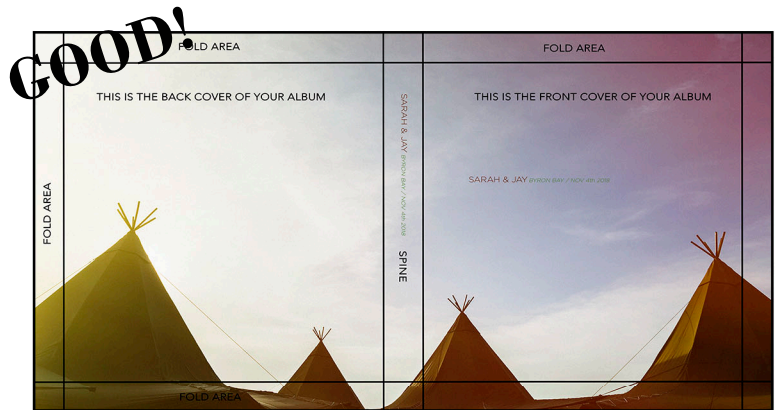 GOOD!
FOLD AREA
FOLD AREA
THIS IS THE BACK COVER OF YOUR ALBUM
THIS IS THE FRONT COVER OF YOUR ALBUM
FOLD AREA
SARAH & JAY BYRON BAY / NOV 4th 2016
SPINE
SARAH & JAY BYRON BAY / NOV 4th 2016
FOLD AREA